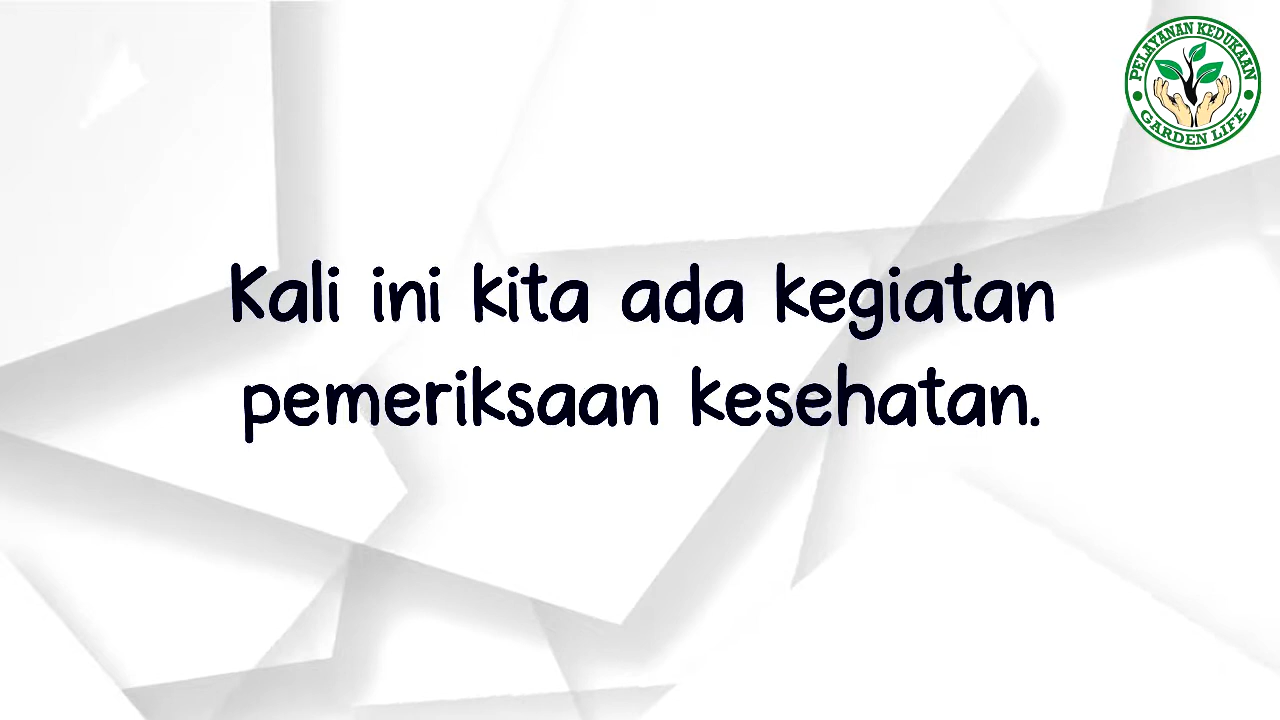 PELAYANAN KEDUKAAN
GARDEN LIFE
Kali ini kita ada kegiatan
pemeriksaan kesehatan.